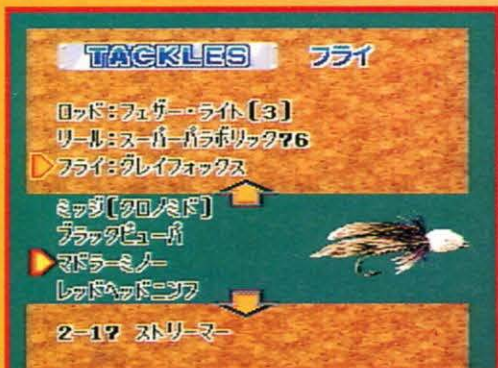 TACKLES フライ
ロッド：フェザー・ライト【3】
リール：スーパーパラボリック76
フライ：グレイフォックス
ミッジ【クロノミド】
ブラックピューパ
マドラーミノー
レッドヘッドニンフ
2-17 ストリーマー